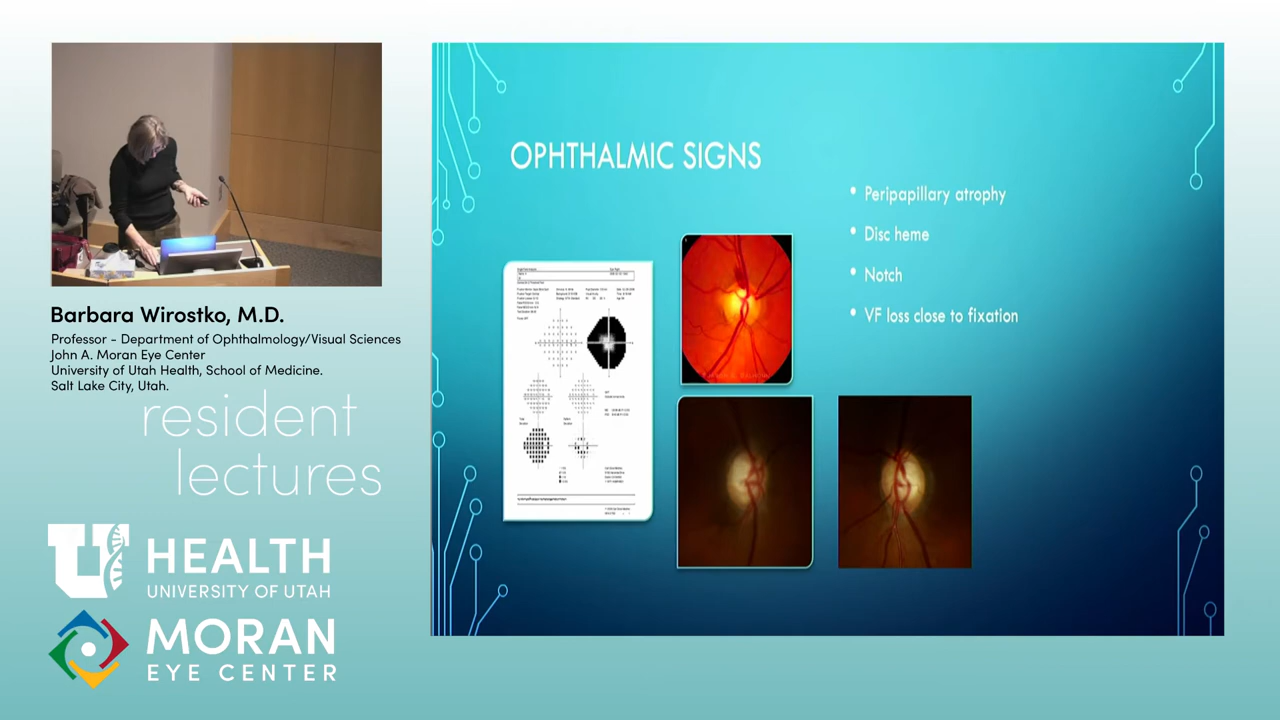 Barbara Wirostko, M.D.
Professor - Department of Ophthalmology/Visual Sciences
John A. Moran Eye Center
University of Utah Health, School of Medicine.
Salt Lake City, Utah.
resident
lectures
U HEALTH
UNIVERSITY OF UTAH
MORAN
EYE CENTER
OPHTHALMIC SIGNS
• Peripapillary atrophy
• Disc heme
• Notch
• VF loss close to fixation